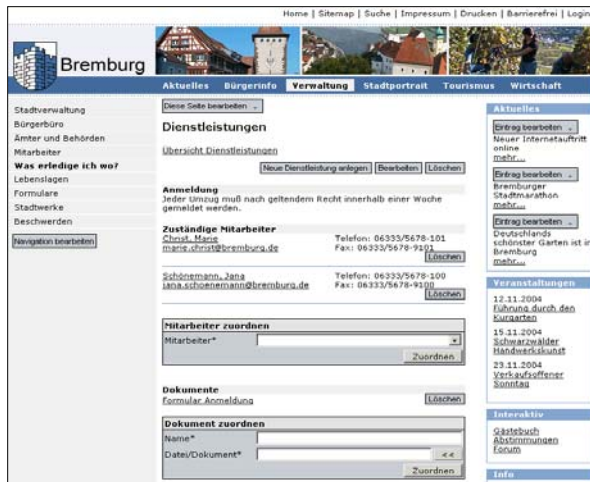 Home | Sitemap | Suche | Impressum | Drucken | Barrierefrei | Login
Bremburg
Aktuelles Bürgerinfo Verwaltung Stadtportrait Tourismus Wirtschaft
Stadtverwaltung
Bürgerbüro
Ämter und Behörden
Mitarbeiter
Was erledige ich wo?
Lebenslagen
Formulare
Stadtwerke
Beschwerden
Navigation bearbeiten
Diese Seite bearbeiten
Dienstleistungen
Übersicht Dienstleistungen
Neue Dienstleistung anlegen Bearbeiten Löschen
Anmeldung
Jeder Umzug muß nach geltendem Recht innerhalb einer Woche
gemeldet werden.
Zuständige Mitarbeiter
Christ, Marie Telefon: 06333/5678-101
marie.christ@bremburg.de Fax: 06333/5678-9101
Löschen
Schönemann, Jana Telefon: 06333/5678-100
jana.schoenemann@bremburg.de Fax: 06333/5678-9100
Löschen
Mitarbeiter zuordnen
Mitarbeiter*
Zuordnen
Dokumente
Formular Anmeldung Löschen
Dokument zuordnen
Name*
Datei/Dokument* <<
Zuordnen
Aktuelles
Eintrag bearbeiten
Neuer Internetauftritt
online
mehr...
Eintrag bearbeiten
Bremburger
Stadtmarathon
mehr...
Eintrag bearbeiten
Deutschlands
schönster Garten ist in
Bremburg
mehr...
Veranstaltungen
12.11.2004
Führung durch den
Kurgarten
15.11.2004
Schwarzwälder
Handwerkskunst
23.11.2004
Verkaufsoffener
Sonntag
Interaktiv
Gästebuch
Abstimmungen
Forum
Info